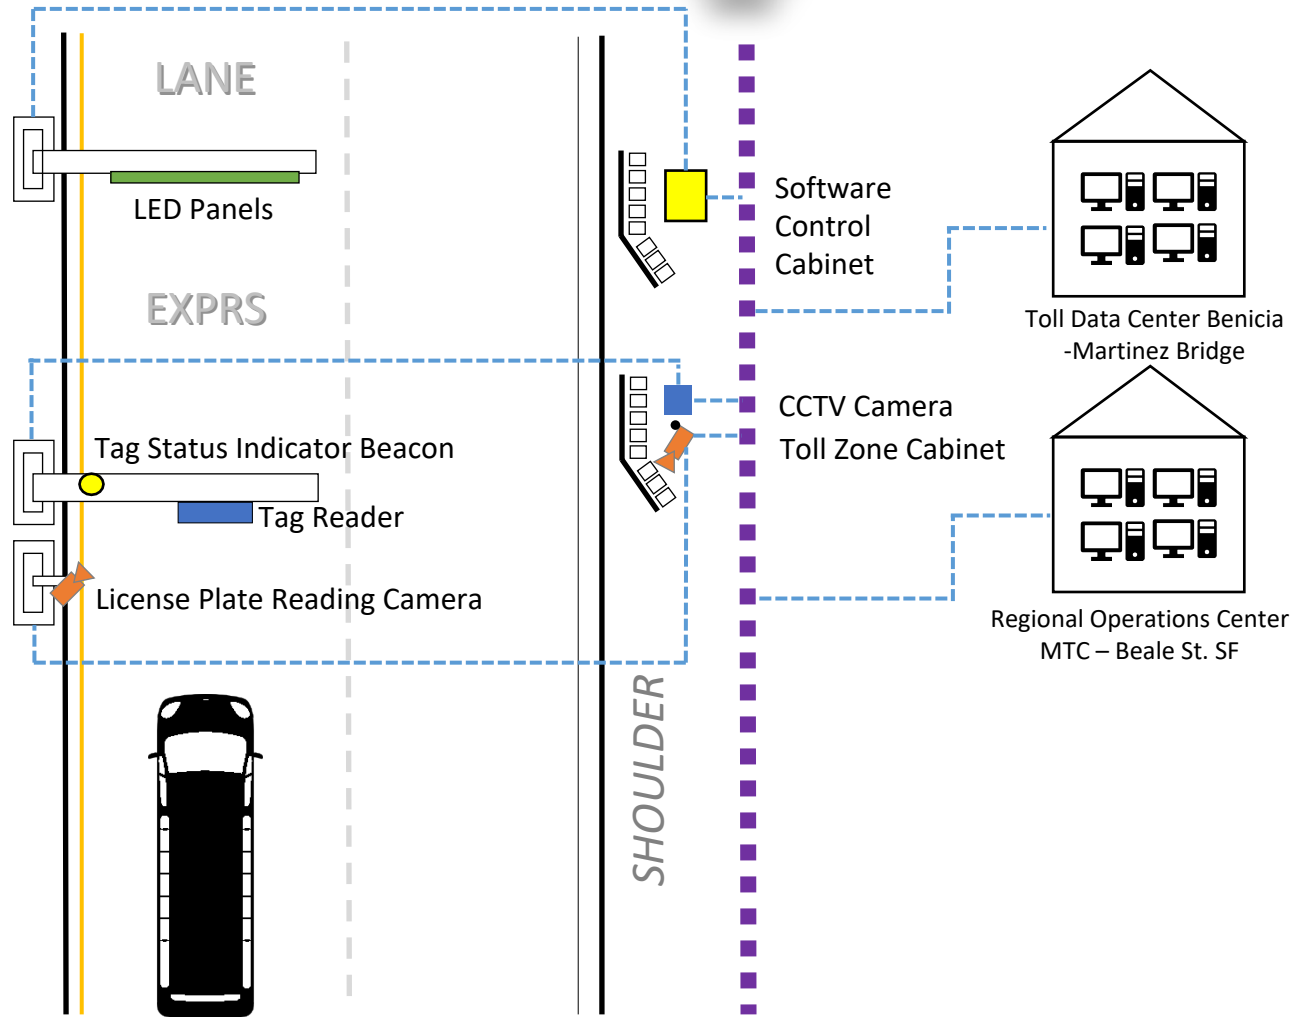 LANE
LED Panels
Software
Control
Cabinet
EXPRS
Toll Data Center Benicia
-Martinez Bridge
CCTV Camera
Tag Status Indicator Beacon
Toll Zone Cabinet
Tag Reader
License Plate Reading Camera
Regional Operations Center
MTC – Beale St. SF
SHOULDER